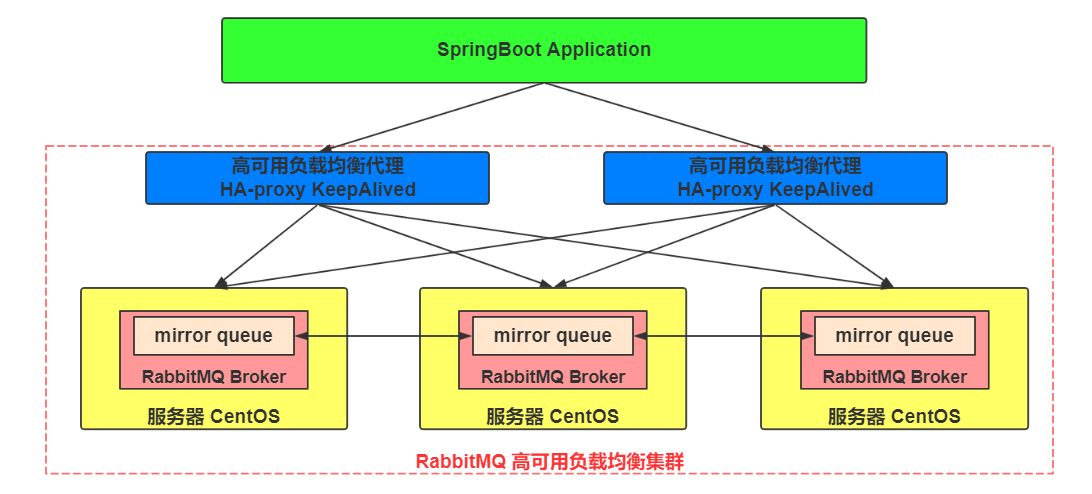 SpringBoot Application
高可用负载均衡代理
HA-proxy KeepAlived
高可用负载均衡代理
HA-proxy KeepAlived
mirror queue
RabbitMQ Broker
服务器 CentOS
mirror queue
RabbitMQ Broker
服务器 CentOS
mirror queue
RabbitMQ Broker
服务器 CentOS
RabbitMQ 高可用负载均衡集群